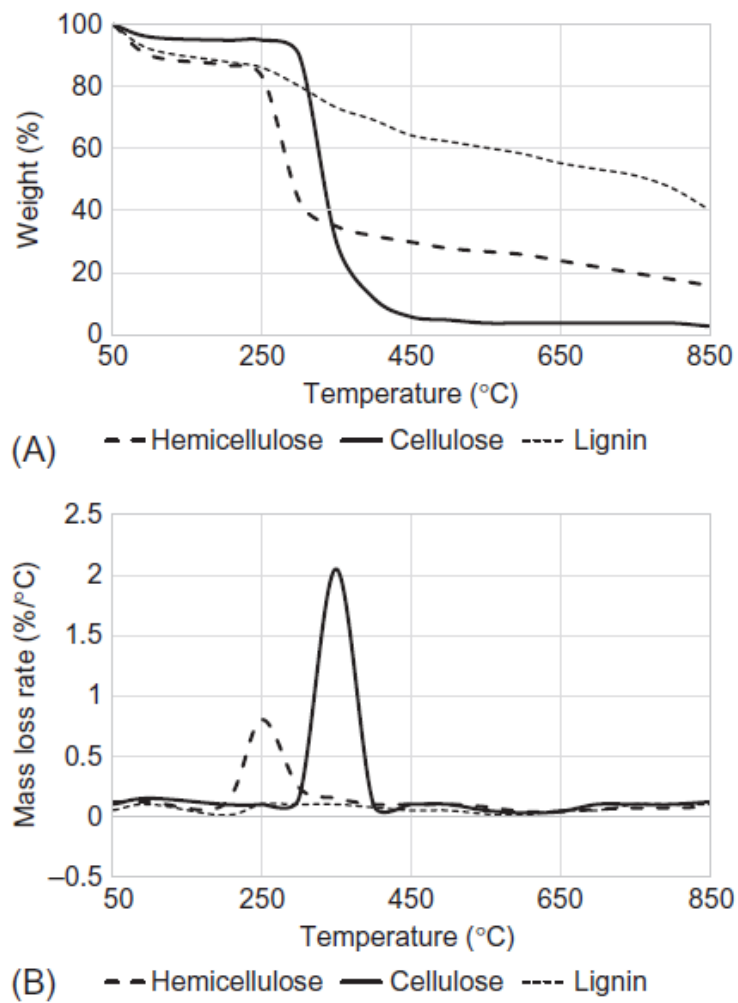 100
80
60
40
20
0
Weight (%)
50 250 450 650 850
Temperature (°C)
(A) Hemicellulose Cellulose Lignin
2.5
2
1.5
1
0.5
0
–0.5
Mass loss rate (%/°C)
50 250 450 650 850
Temperature (°C)
(B) Hemicellulose Cellulose Lignin